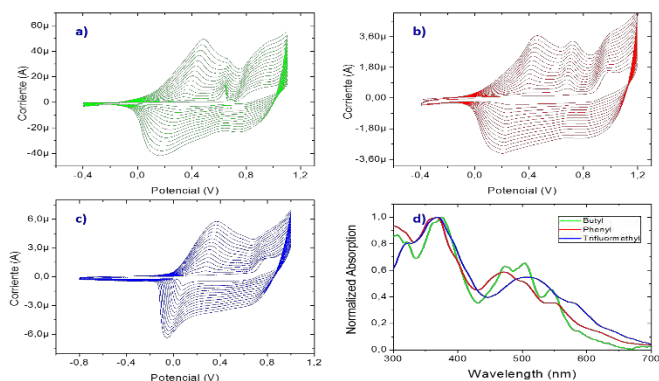 a)
60µ
40µ
20µ
0
-20µ
-40µ
Corriente (A)
-0,4
0,0
0,4
0,8
1,2
Potencial (V)
b)
3,60µ
1,80µ
0,00
-1,80µ
-3,60µ
Corriente (A)
-0,4
0,0
0,4
0,8
1,2
Potencial (V)
c)
6,0µ
3,0µ
0,0
-3,0µ
-6,0µ
Corriente (A)
-0.8
-0.4
0.0
0.4
0.8
1.2
Potencial (V)
d)
Butyl
Phenyl
Trifluormethyl
1,0
0,8
0,6
0,4
0,2
0,0
Normalized Absorption
300
400
500
600
700
Wavelength (nm)